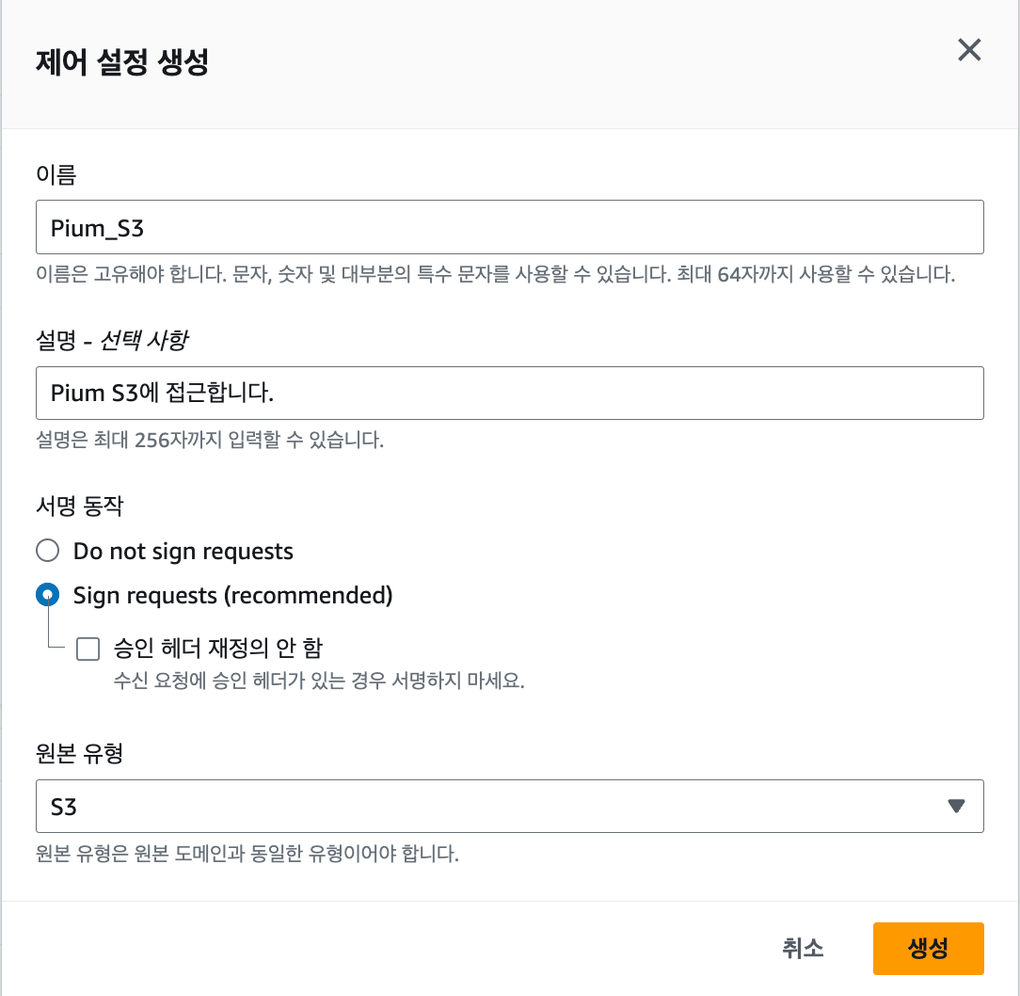 제어 설정 생성
이름
Pium_S3
이름은 고유해야 합니다. 문자, 숫자 및 대부분의 특수 문자를 사용할 수 있습니다. 최대 64자까지 사용할 수 있습니다.
설명 - 선택 사항
Pium S3에 접근합니다.
설명은 최대 256자까지 입력할 수 있습니다.
서명 동작
Do not sign requests
Sign requests (recommended)
승인 헤더 재정의 안 함
수신 요청에 승인 헤더가 있는 경우 서명하지 마세요.
원본 유형
S3
원본 유형은 원본 도메인과 동일한 유형이어야 합니다.
취소
생성